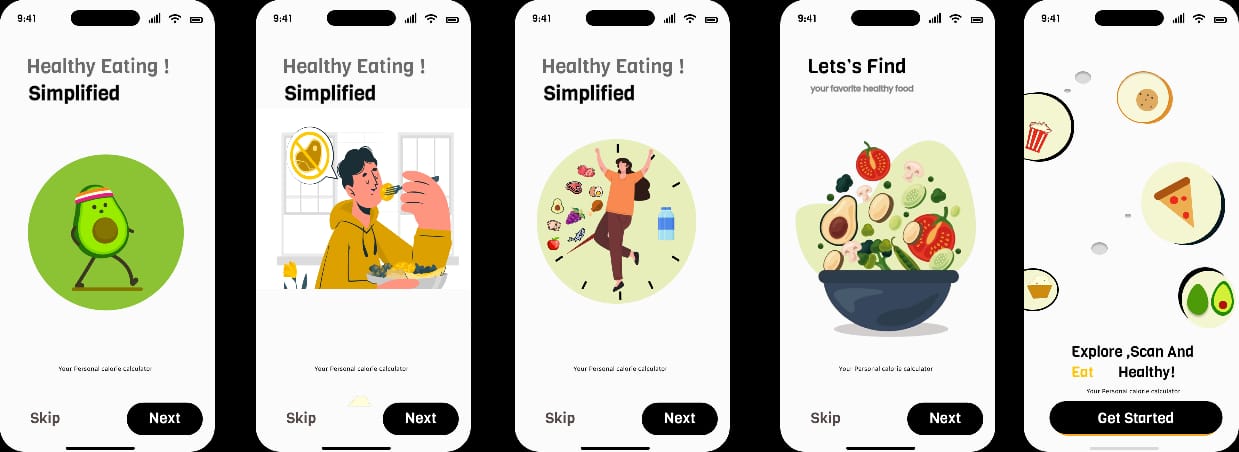 9:41
Healthy Eating !
Simplified
Your Personal calorie calculator
Skip
Next
9:41
Healthy Eating !
Simplified
Your Personal calorie calculator
Skip
Next
9:41
Healthy Eating !
Simplified
Your Personal calorie calculator
Skip
Next
9:41
Lets's Find
your favorite healthy food
Your Personal calorie calculator
Skip
Next
9:41
Explore ,Scan And
Eat Healthy!
Your Personal calorie calculator
Get Started